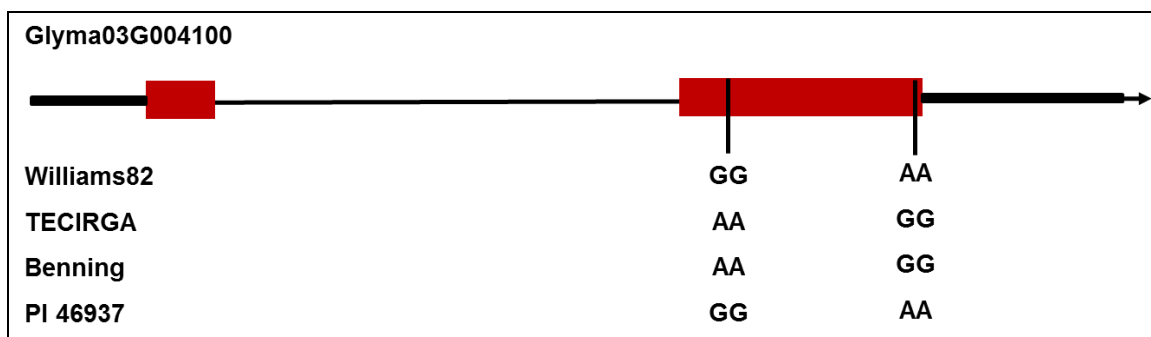 Glyma03G004100
Williams82 GG AA
TECIRGA AA GG
Benning AA GG
PI 46937 GG AA